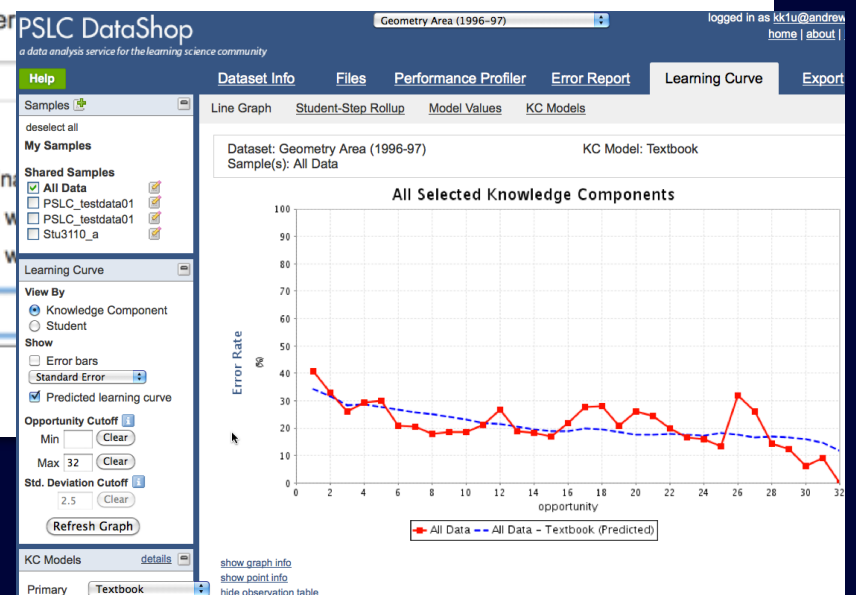 PSLC DataShop
a data analysis service for the learning science community
Geometry Area (1996-97)
logged in as kk1u@andrew
home | about |
Help
Dataset Info Files Performance Profiler Error Report Learning Curve Export
Samples
deselect all
My Samples
Shared Samples
All Data
PSLC_testdata01
PSLC_testdata01
Stu3110_a
Line Graph Student-Step Rollup Model Values KC Models
Dataset: Geometry Area (1996-97) KC Model: Textbook
Sample(s): All Data
Learning Curve
View By
Knowledge Component
Student
Show
Error bars
Standard Error
Predicted learning curve
Opportunity Cutoff
Min Clear
Max 32 Clear
Std. Deviation Cutoff
2.5 Clear
Refresh Graph
KC Models details
Primary Textbook
All Selected Knowledge Components
Error Rate
(%)
100
90
80
70
60
50
40
30
20
10
0
0 2 4 6 8 10 12 14 16 18 20 22 24 26 28 30 32
opportunity
All Data All Data - Textbook (Predicted)
show graph info
show point info
hide observation table